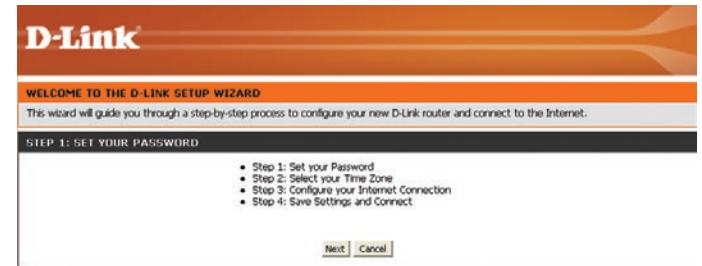 D-Link
WELCOME TO THE D-LINK SETUP WIZARD
This wizard will guide you through a step-by-step process to configure your new D-Link router and connect to the Internet.
STEP 1: SET YOUR PASSWORD
• Step 1: Set your Password
• Step 2: Select your Time Zone
• Step 3: Configure your Internet Connection
• Step 4: Save Settings and Connect
Next Cancel